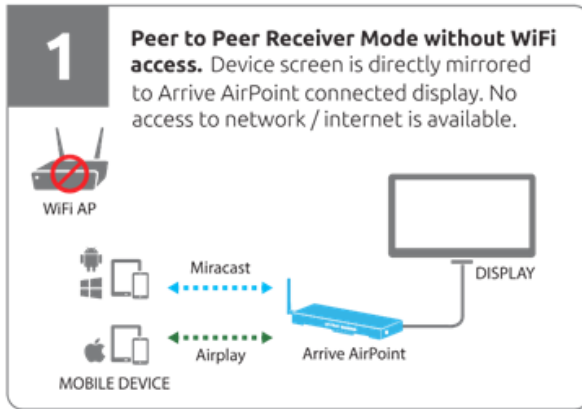 1
Peer to Peer Receiver Mode without WiFi
access. Device screen is directly mirrored
to Arrive AirPoint connected display. No
access to network / internet is available.
WiFi AP
Miracast
DISPLAY
Airplay
Arrive AirPoint
MOBILE DEVICE